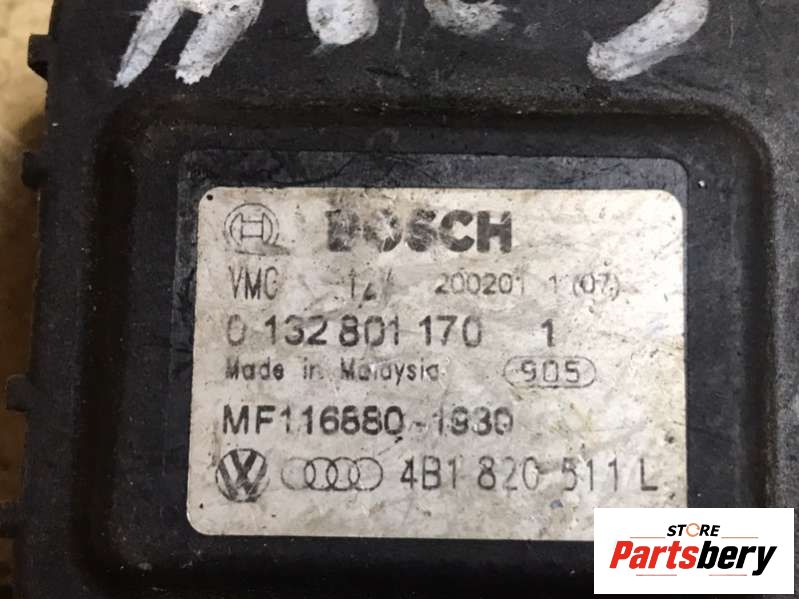 BOSCH
VMC 12V 200201 1 (07)
0 132 801 170 1
Made in Malaysia 905
MF116880-1930
4B1 820 511 L
STORE
Partsbery